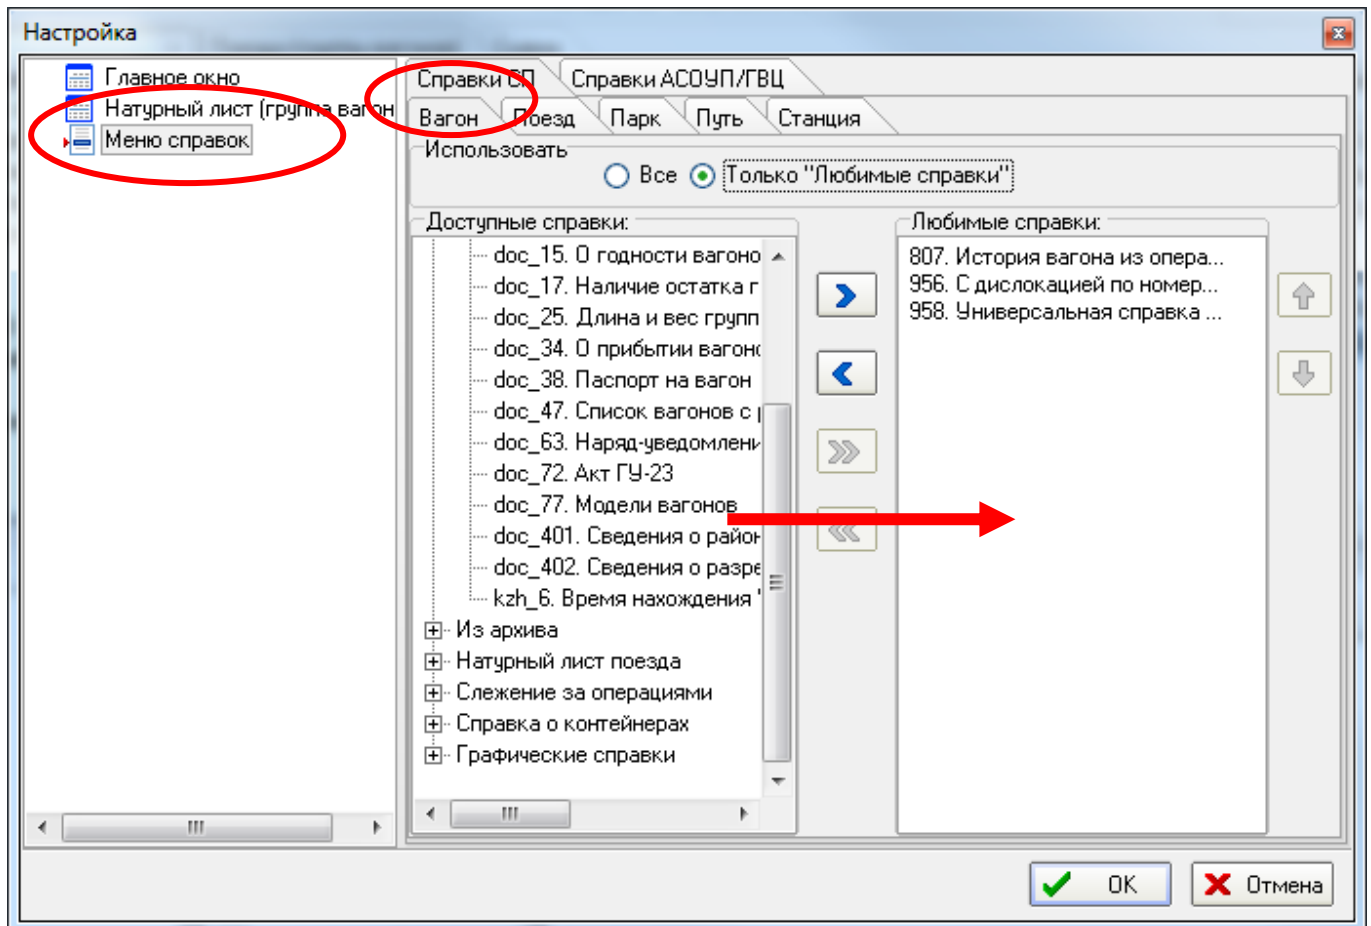 Настройка
Главное окно
Натурный лист (группа вагон
Меню справок
Справки СП Справки АСОУП/ГВЦ
Вагон Поезд Парк Путь Станция
Использовать
Все Только "Любимые справки"
Доступные справки:
doc_15. О годности вагоно
doc_17. Наличие остатка г
doc_25. Длина и вес групп
doc_34. О прибытии вагоно
doc_38. Паспорт на вагон
doc_47. Список вагонов с
doc_63. Наряд-уведомлени
doc_72. Акт ГУ-23
doc_77. Модели вагонов
doc_401. Сведения о район
doc_402. Сведения о разре
kzh_6. Время нахождения "
Из архива
Натурный лист поезда
Слежение за операциями
Справка о контейнерах
Графические справки
Любимые справки:
807. История вагона из опера...
956. С дислокацией по номер...
958. Универсальная справка ...
OK Отмена